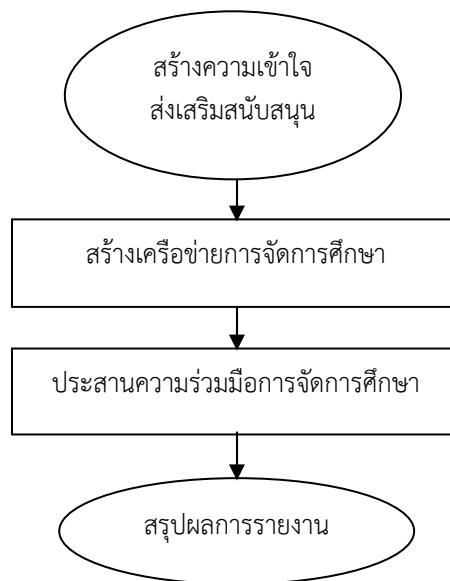 สร้างความเข้าใจ
ส่งเสริมสนับสนุน
สร้างเครือข่ายการจัดการศึกษา
ประสานความร่วมมือการจัดการศึกษา
สรุปผลการรายงาน